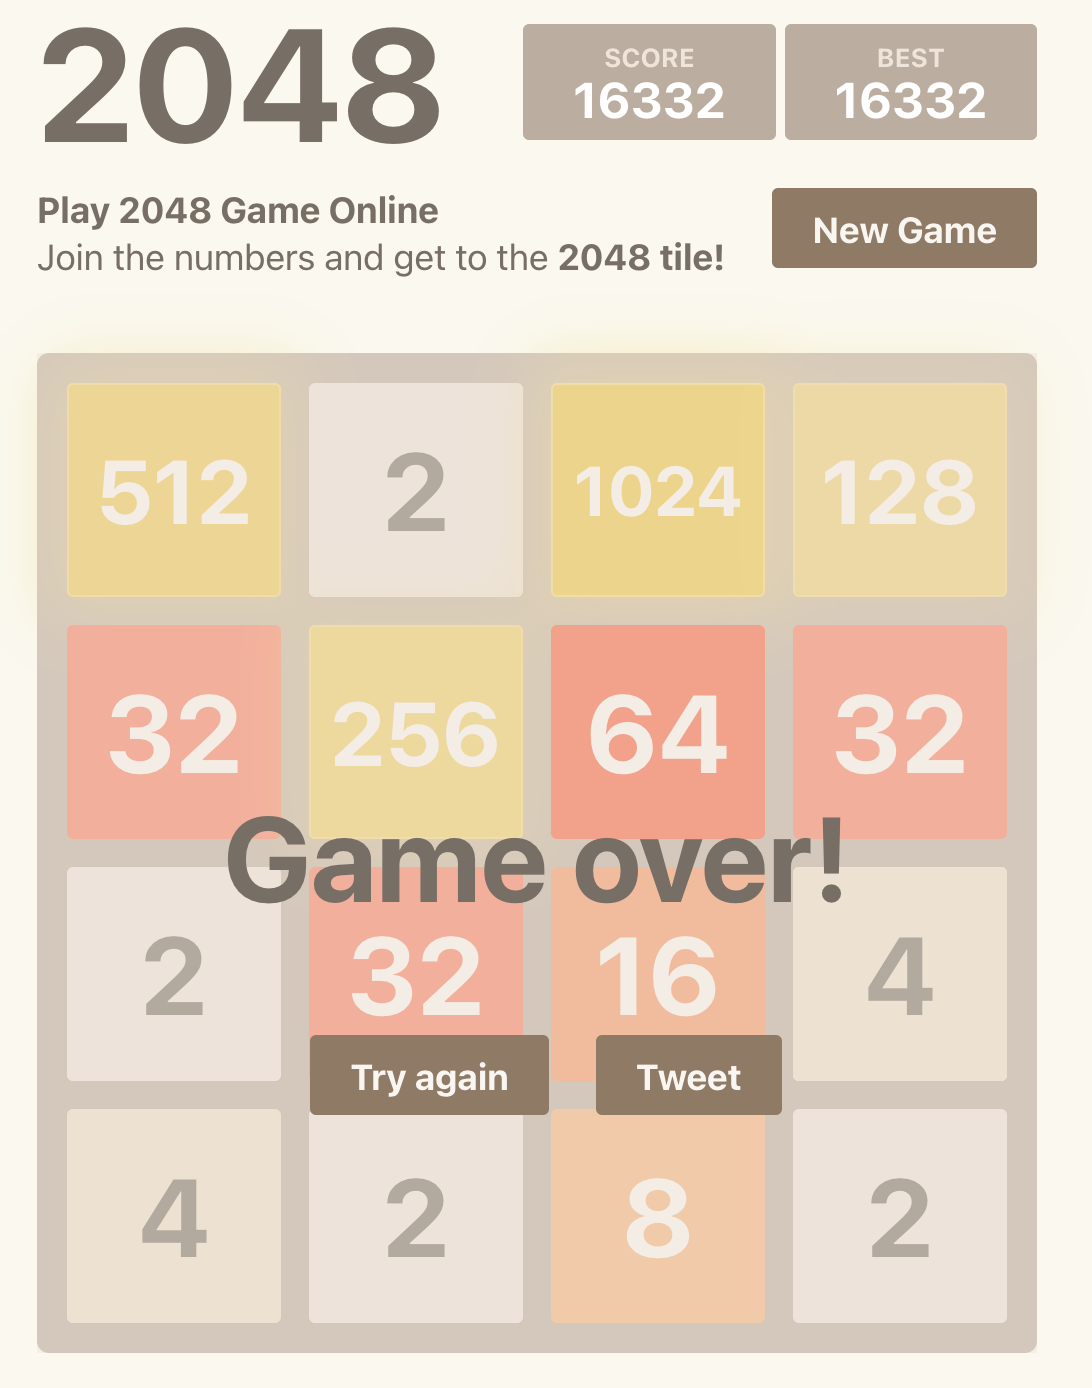 2048
SCORE
16332
BEST
16332
Play 2048 Game Online
Join the numbers and get to the 2048 tile!
New Game
512 2 1024 128
32 256 64 32
Game over!
2 32 16 4
Try again
Tweet
4 2 8 2